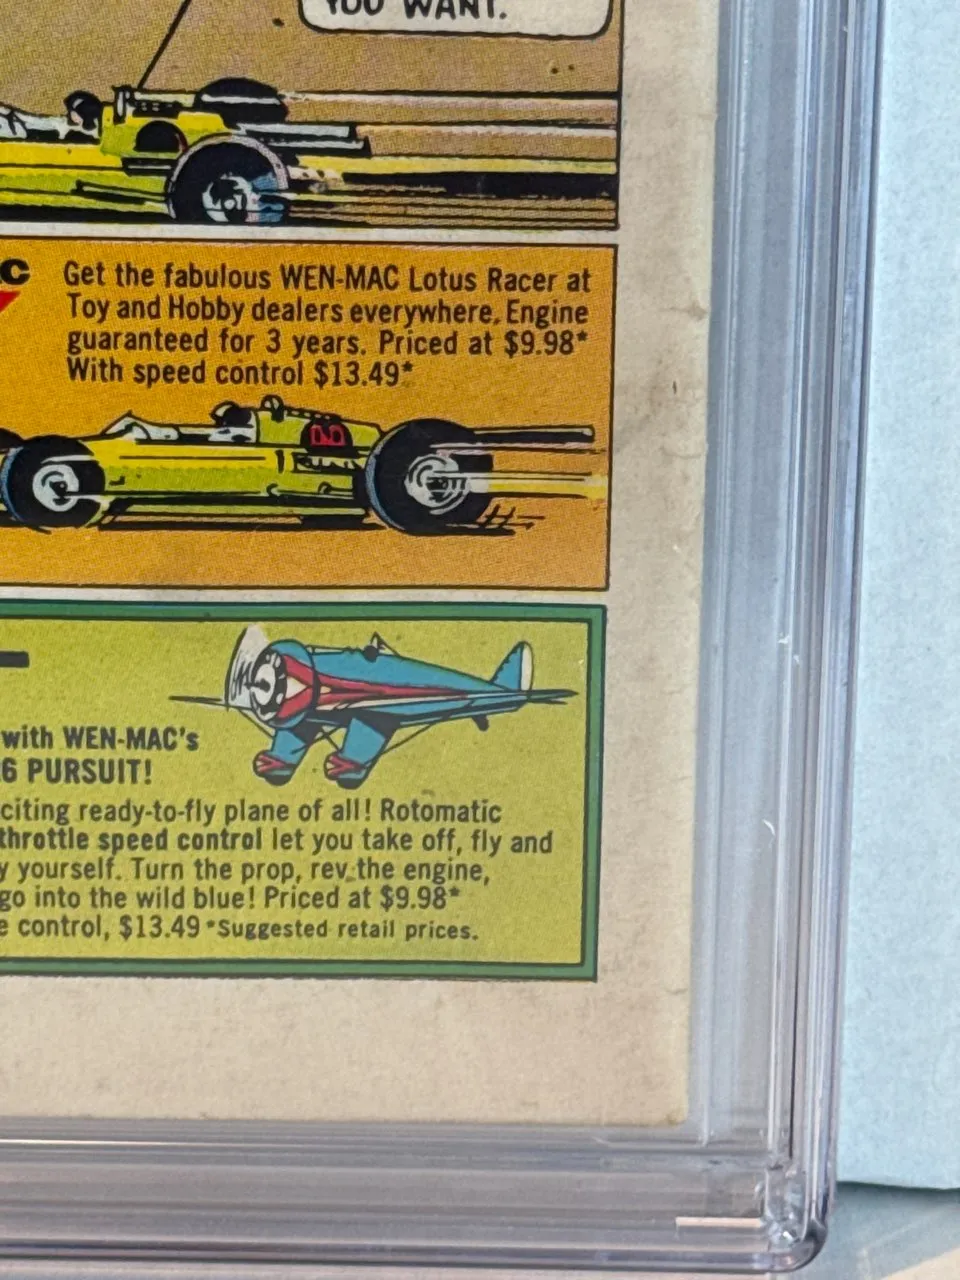 YOU WANT.
C
Get the fabulous WEN-MAC Lotus Racer at
Toy and Hobby dealers everywhere. Engine
guaranteed for 3 years. Priced at $9.98*
With speed control $13.49*
with WEN-MAC's
6 PURSUIT!
citing ready-to-fly plane of all! Rotomatic
throttle speed control let you take off, fly and
y yourself. Turn the prop, rev the engine,
go into the wild blue! Priced at $9.98*
e control, $13.49 *Suggested retail prices.